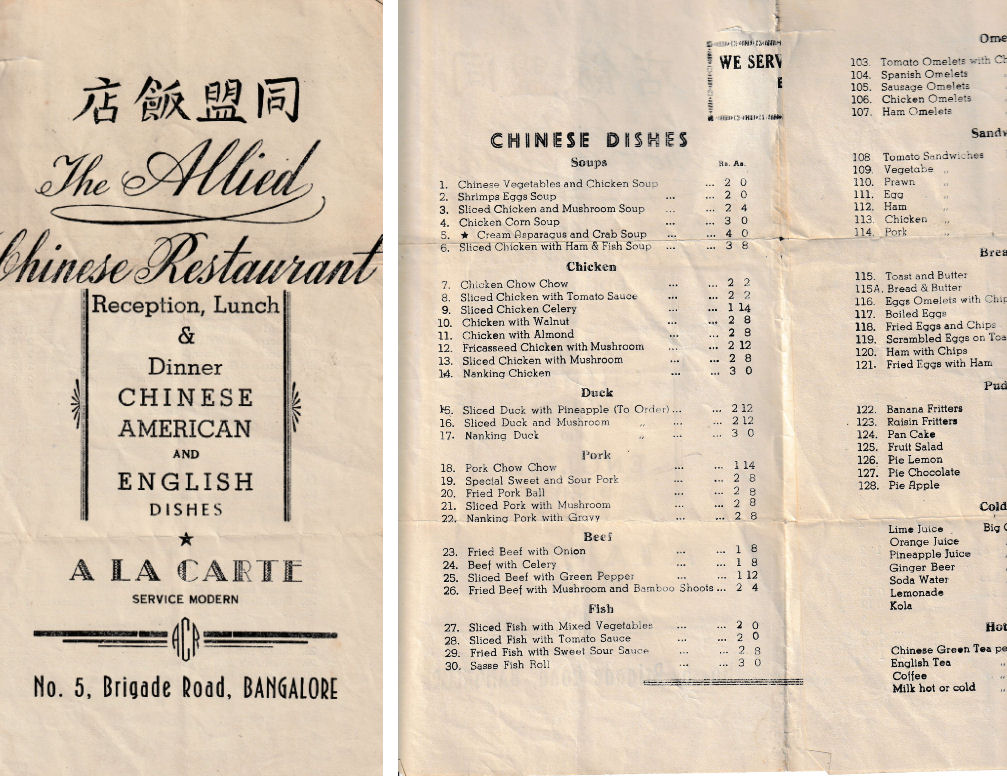 店飯盟同
The Allied
Chinese Restaurant
Reception, Lunch
&
Dinner
CHINESE
AMERICAN
AND
ENGLISH
DISHES
★
A LA CARTE
SERVICE MODERN
ACR
No. 5, Brigade Road, BANGALORE
WE SERV
CHINESE DISHES
Soups Rs. As.
1. Chinese Vegetables and Chicken Soup ... 2 0
2. Shrimps Eggs Soup ... ... 2 0
3. Sliced Chicken and Mushroom Soup ... 2 4
4. Chicken Corn Soup ... ... 3 0
5. ★ Cream Asparagus and Crab Soup ... 4 0
6. Sliced Chicken with Ham & Fish Soup ... ... 3 8
Chicken
7. Chicken Chow Chow ... ... 2 2
8. Sliced Chicken with Tomato Sauce ... ... 2 2
9. Sliced Chicken Celery ... ... 1 14
10. Chicken with Walnut ... ... 2 8
11. Chicken with Almond ... ... 2 8
12. Fricasseed Chicken with Mushroom ... ... 2 12
13. Sliced Chicken with Mushroom ... ... 2 8
14. Nanking Chicken ... ... 3 0
Duck
15. Sliced Duck with Pineapple (To Order) ... ... 2 12
16. Sliced Duck and Mushroom „ ... ... 2 12
17. Nanking Duck „ ... ... 3 0
Pork
18. Pork Chow Chow ... ... 1 14
19. Special Sweet and Sour Pork ... ... 2 8
20. Fried Pork Ball ... ... 2 8
21. Sliced Pork with Mushroom ... ... 2 8
22. Nanking Pork with Gravy ... ... 2 8
Beef
23. Fried Beef with Onion ... ... 1 8
24. Beef with Celery ... ... 1 8
25. Sliced Beef with Green Pepper ... ... 1 12
26. Fried Beef with Mushroom and Bamboo Shoots ... 2 4
Fish
27. Sliced Fish with Mixed Vegetables ... ... 2 0
28. Sliced Fish with Tomato Sauce ... ... 2 0
29. Fried Fish with Sweet Sour Sauce ... ... 2 8
30. Sasse Fish Roll ... ... 3 0
Ome
103. Tomato Omelets with Ch
104. Spanish Omelets
105. Sausage Omelets
106. Chicken Omelets
107. Ham Omelets
Sandw
108 Tomato Sandwiches
109. Vegetabe „
110. Prawn „
111. Egg „
112. Ham „
113. Chicken „
114. Pork „
Brea
115. Toast and Butter
115A. Bread & Butter
116. Eggs Omelets with Chip
117. Boiled Eggs
118. Fried Eggs and Chips
119. Scrambled Eggs on Toa
120. Ham with Chips
121. Fried Eggs with Ham
Pud
122. Banana Fritters
123. Raisin Fritters
124. Pan Cake
125. Fruit Salad
126. Pie Lemon
127. Pie Chocolate
128. Pie Apple
Cold
Lime Juice Big
Orange Juice
Pineapple Juice
Ginger Beer
Soda Water
Lemonade
Kola
Hot
Chinese Green Tea pe
English Tea „
Coffee „
Milk hot or cold „